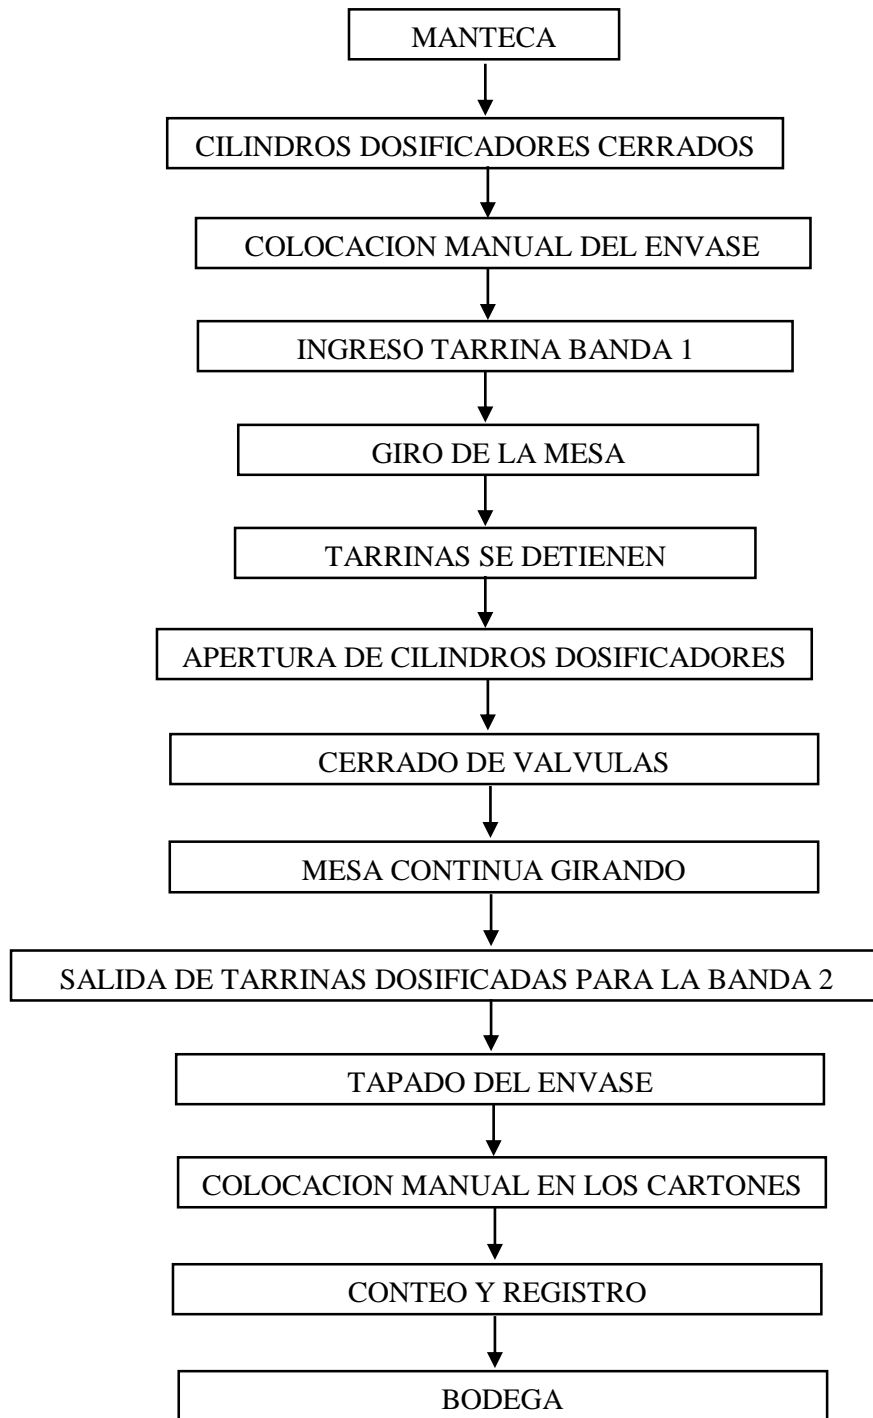 MANTECA
CILINDROS DOSIFICADORES CERRADOS
COLOCACION MANUAL DEL ENVASE
INGRESO TARRINA BANDA 1
GIRO DE LA MESA
TARRINAS SE DETIENEN
APERTURA DE CILINDROS DOSIFICADORES
CERRADO DE VALVULAS
MESA CONTINUA GIRANDO
SALIDA DE TARRINAS DOSIFICADAS PARA LA BANDA 2
TAPADO DEL ENVASE
COLOCACION MANUAL EN LOS CARTONES
CONTEO Y REGISTRO
BODEGA